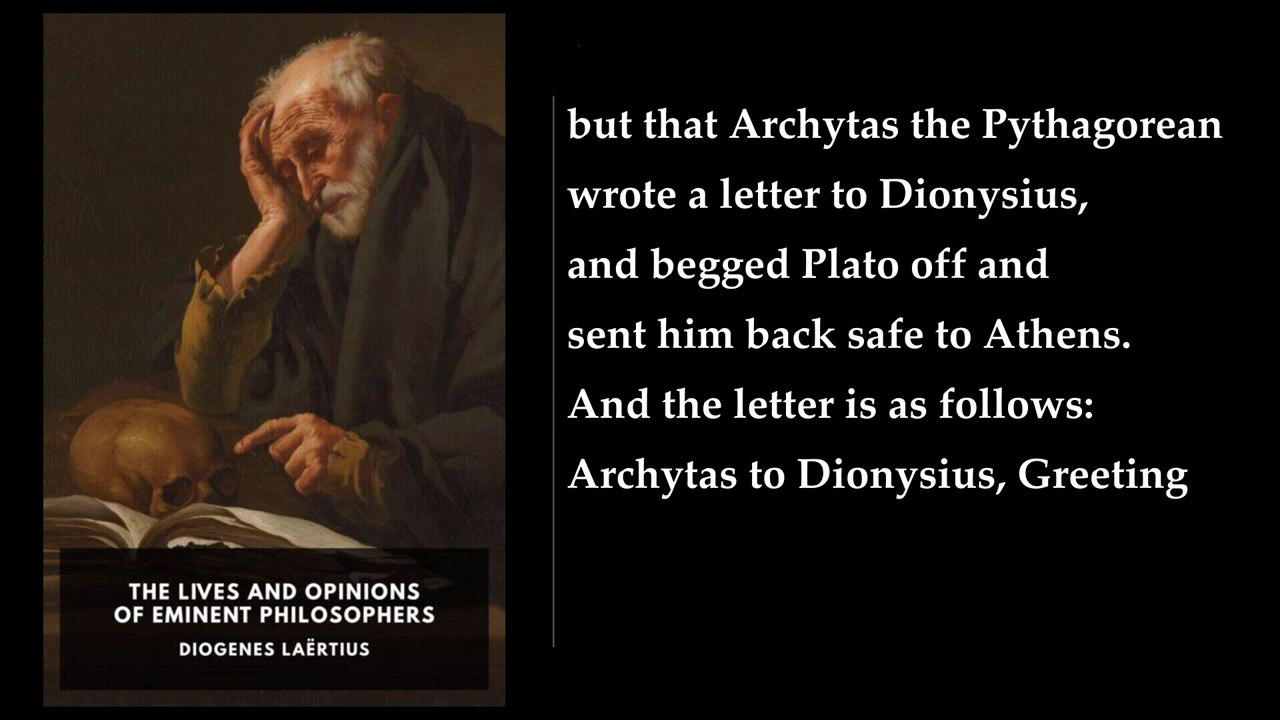 THE LIVES AND OPINIONS
OF EMINENT PHILOSOPHERS
DIOGENES LAËRTIUS
but that Archytas the Pythagorean
wrote a letter to Dionysius,
and begged Plato off and
sent him back safe to Athens.
And the letter is as follows:
Archytas to Dionysius, Greeting